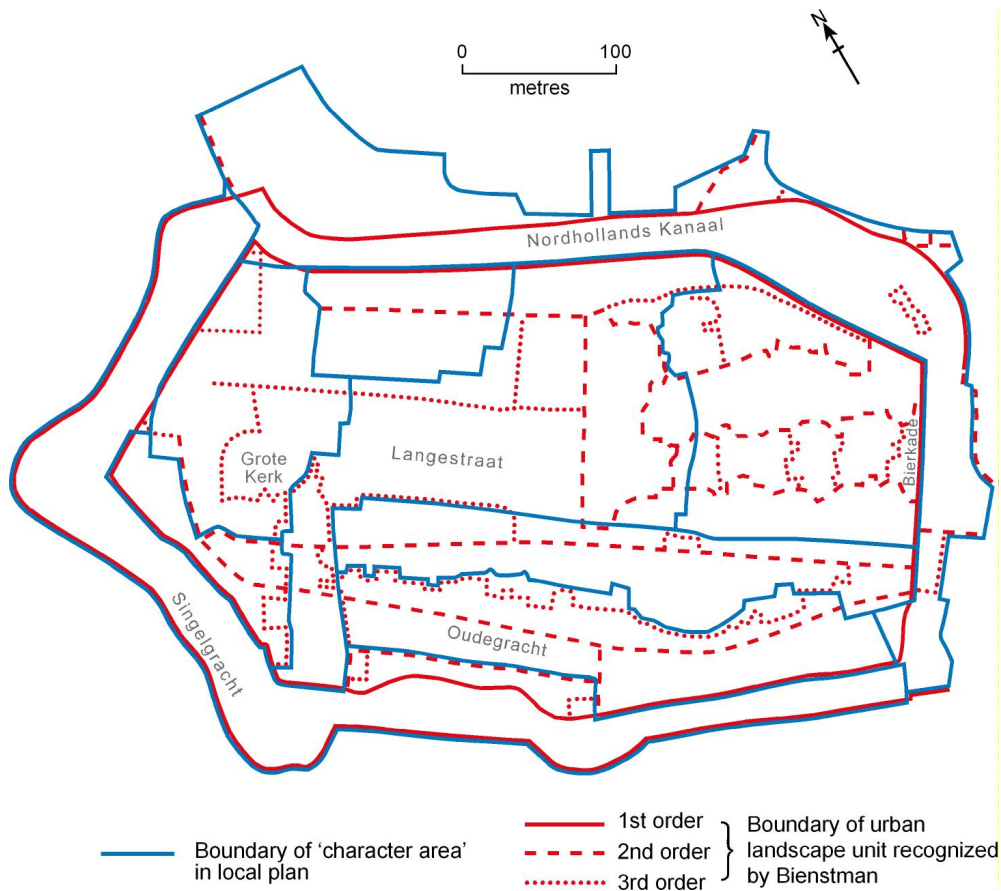 N
0 100
metres
Nordhollands Kanaal
Grote
Kerk
Langestraat
Bierkade
Singelgracht
Oudegracht
Boundary of ‘character area’
in local plan
1st order
2nd order
3rd order
Boundary of urban
landscape unit recognized
by Bienstman